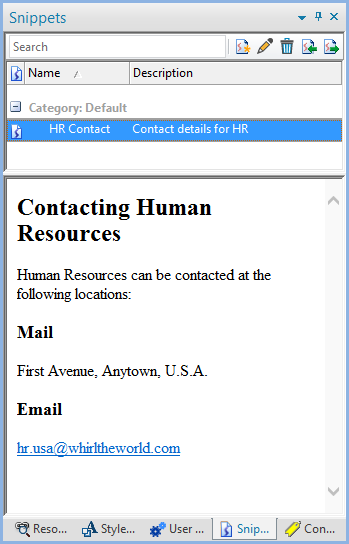 Snippets
Search
Name Description
Category: Default
HR Contact Contact details for HR
Contacting Human
Resources
Human Resources can be contacted at the
following locations:
Mail
First Avenue, Anytown, U.S.A.
Email
hr.usa@whirltheworld.com
Reso... Style... User ... Snip... Con...